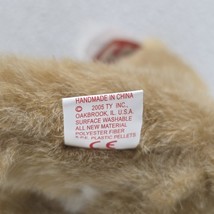 HANDMADE IN CHINA
© 2005 TY INC.,
OAKBROOK, IL. U.S.A.
SURFACE WASHABLE
ALL NEW MATERIAL
POLYESTER FIBER
& P.E. PLASTIC PELLETS
CE